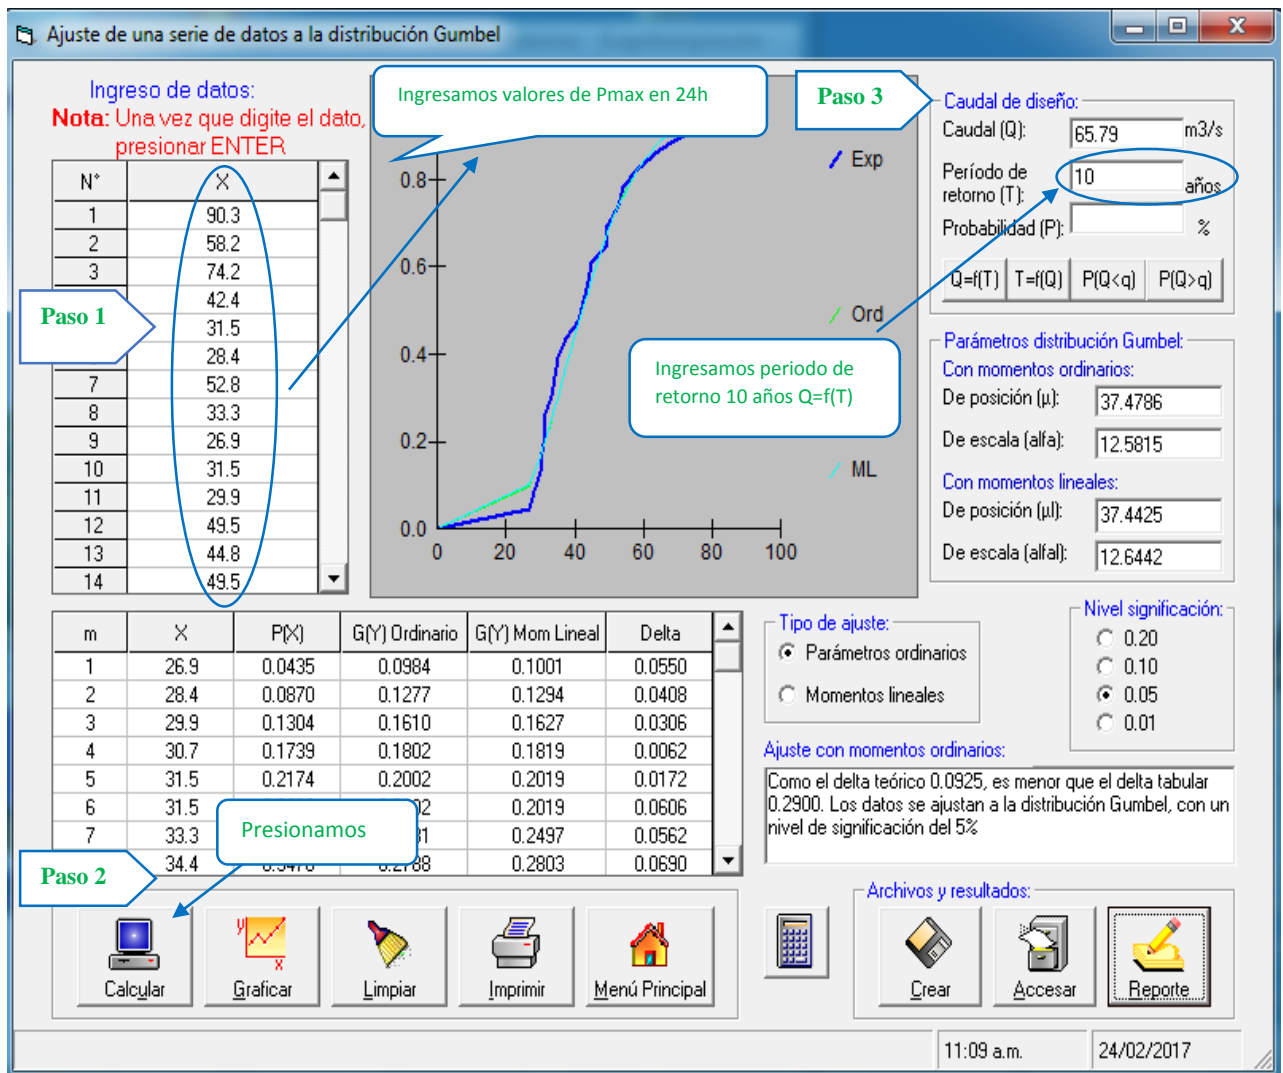 Ajuste de una serie de datos a la distribución Gumbel
Ingreso de datos:
Nota: Una vez que digite el dato,
presionar ENTER
N° X
1 90.3
2 58.2
3 74.2
42.4
31.5
28.4
7 52.8
8 33.3
9 26.9
10 31.5
11 29.9
12 49.5
13 44.8
14 49.5
Paso 1
Ingresamos valores de Pmax en 24h
0.8
0.6
0.4
0.2
0.0
0 20 40 60 80 100
Exp
Ord
ML
Ingresamos periodo de
retorno 10 años Q=f(T)
Paso 3
Caudal de diseño:
Caudal (Q): 65.79 m3/s
Período de
retorno (T): 10 años
Probabilidad (P): %
Q=f(T) T=f(Q) P(Q<q) P(Q>q)
Parámetros distribución Gumbel:
Con momentos ordinarios:
De posición (µ): 37.4786
De escala (alfa): 12.5815
Con momentos lineales:
De posición (µl): 37.4425
De escala (alfal): 12.6442
m X P(X) G(Y) Ordinario G(Y) Mom Lineal Delta
1 26.9 0.0435 0.0984 0.1001 0.0550
2 28.4 0.0870 0.1277 0.1294 0.0408
3 29.9 0.1304 0.1610 0.1627 0.0306
4 30.7 0.1739 0.1802 0.1819 0.0062
5 31.5 0.2174 0.2002 0.2019 0.0172
6 31.5 0.2019 0.0606
7 33.3 0.2497 0.0562
34.4 0.2803 0.0690
Presionamos
Paso 2
Tipo de ajuste:
Parámetros ordinarios
Momentos lineales
Nivel significación:
0.20
0.10
0.05
0.01
Ajuste con momentos ordinarios:
Como el delta teórico 0.0925, es menor que el delta tabular
0.2900. Los datos se ajustan a la distribución Gumbel, con un
nivel de significación del 5%
Calcular Graficar Limpiar Imprimir Menú Principal
Archivos y resultados:
Crear Accesar Reporte
11:09 a.m. 24/02/2017